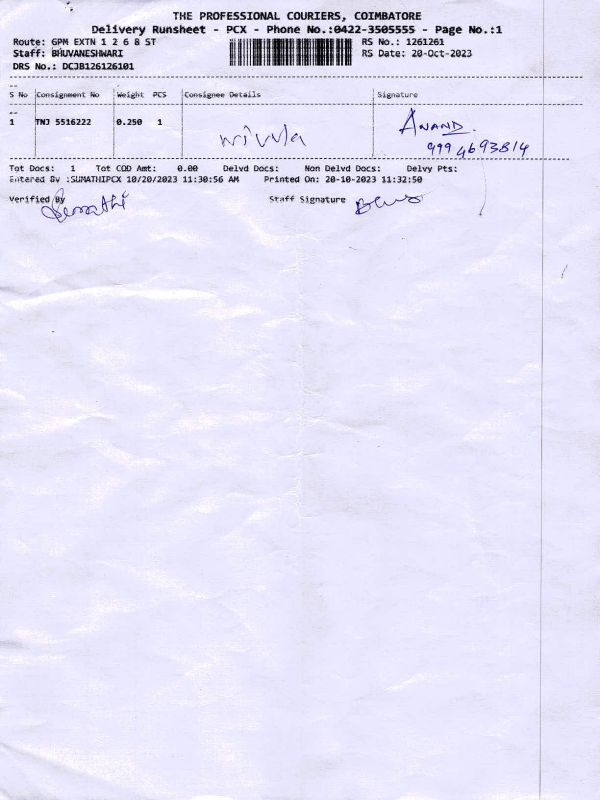 THE PROFESSIONAL COURIERS, COIMBATORE
Delivery Runsheet - PCX - Phone No.:0422-3505555 - Page No.:1
Route: GPM EXTN 1 2 6 8 ST RS No.: 1261261
Staff: BHUVANESHWARI RS Date: 20-Oct-2023
DRS No.: DCJB126126101
S No Consignment No Weight PCS Consignee Details Signature
1 TNJ 5516222 0.250 1 ANAND
9994693814
Tot Docs: 1 Tot COD Amt: 0.00 Delvd Docs: Non Delvd Docs: Delvy Pts:
Entered By :SUMATHIPCX 10/20/2023 11:30:56 AM Printed On: 20-10-2023 11:32:50
Verified By Staff Signature